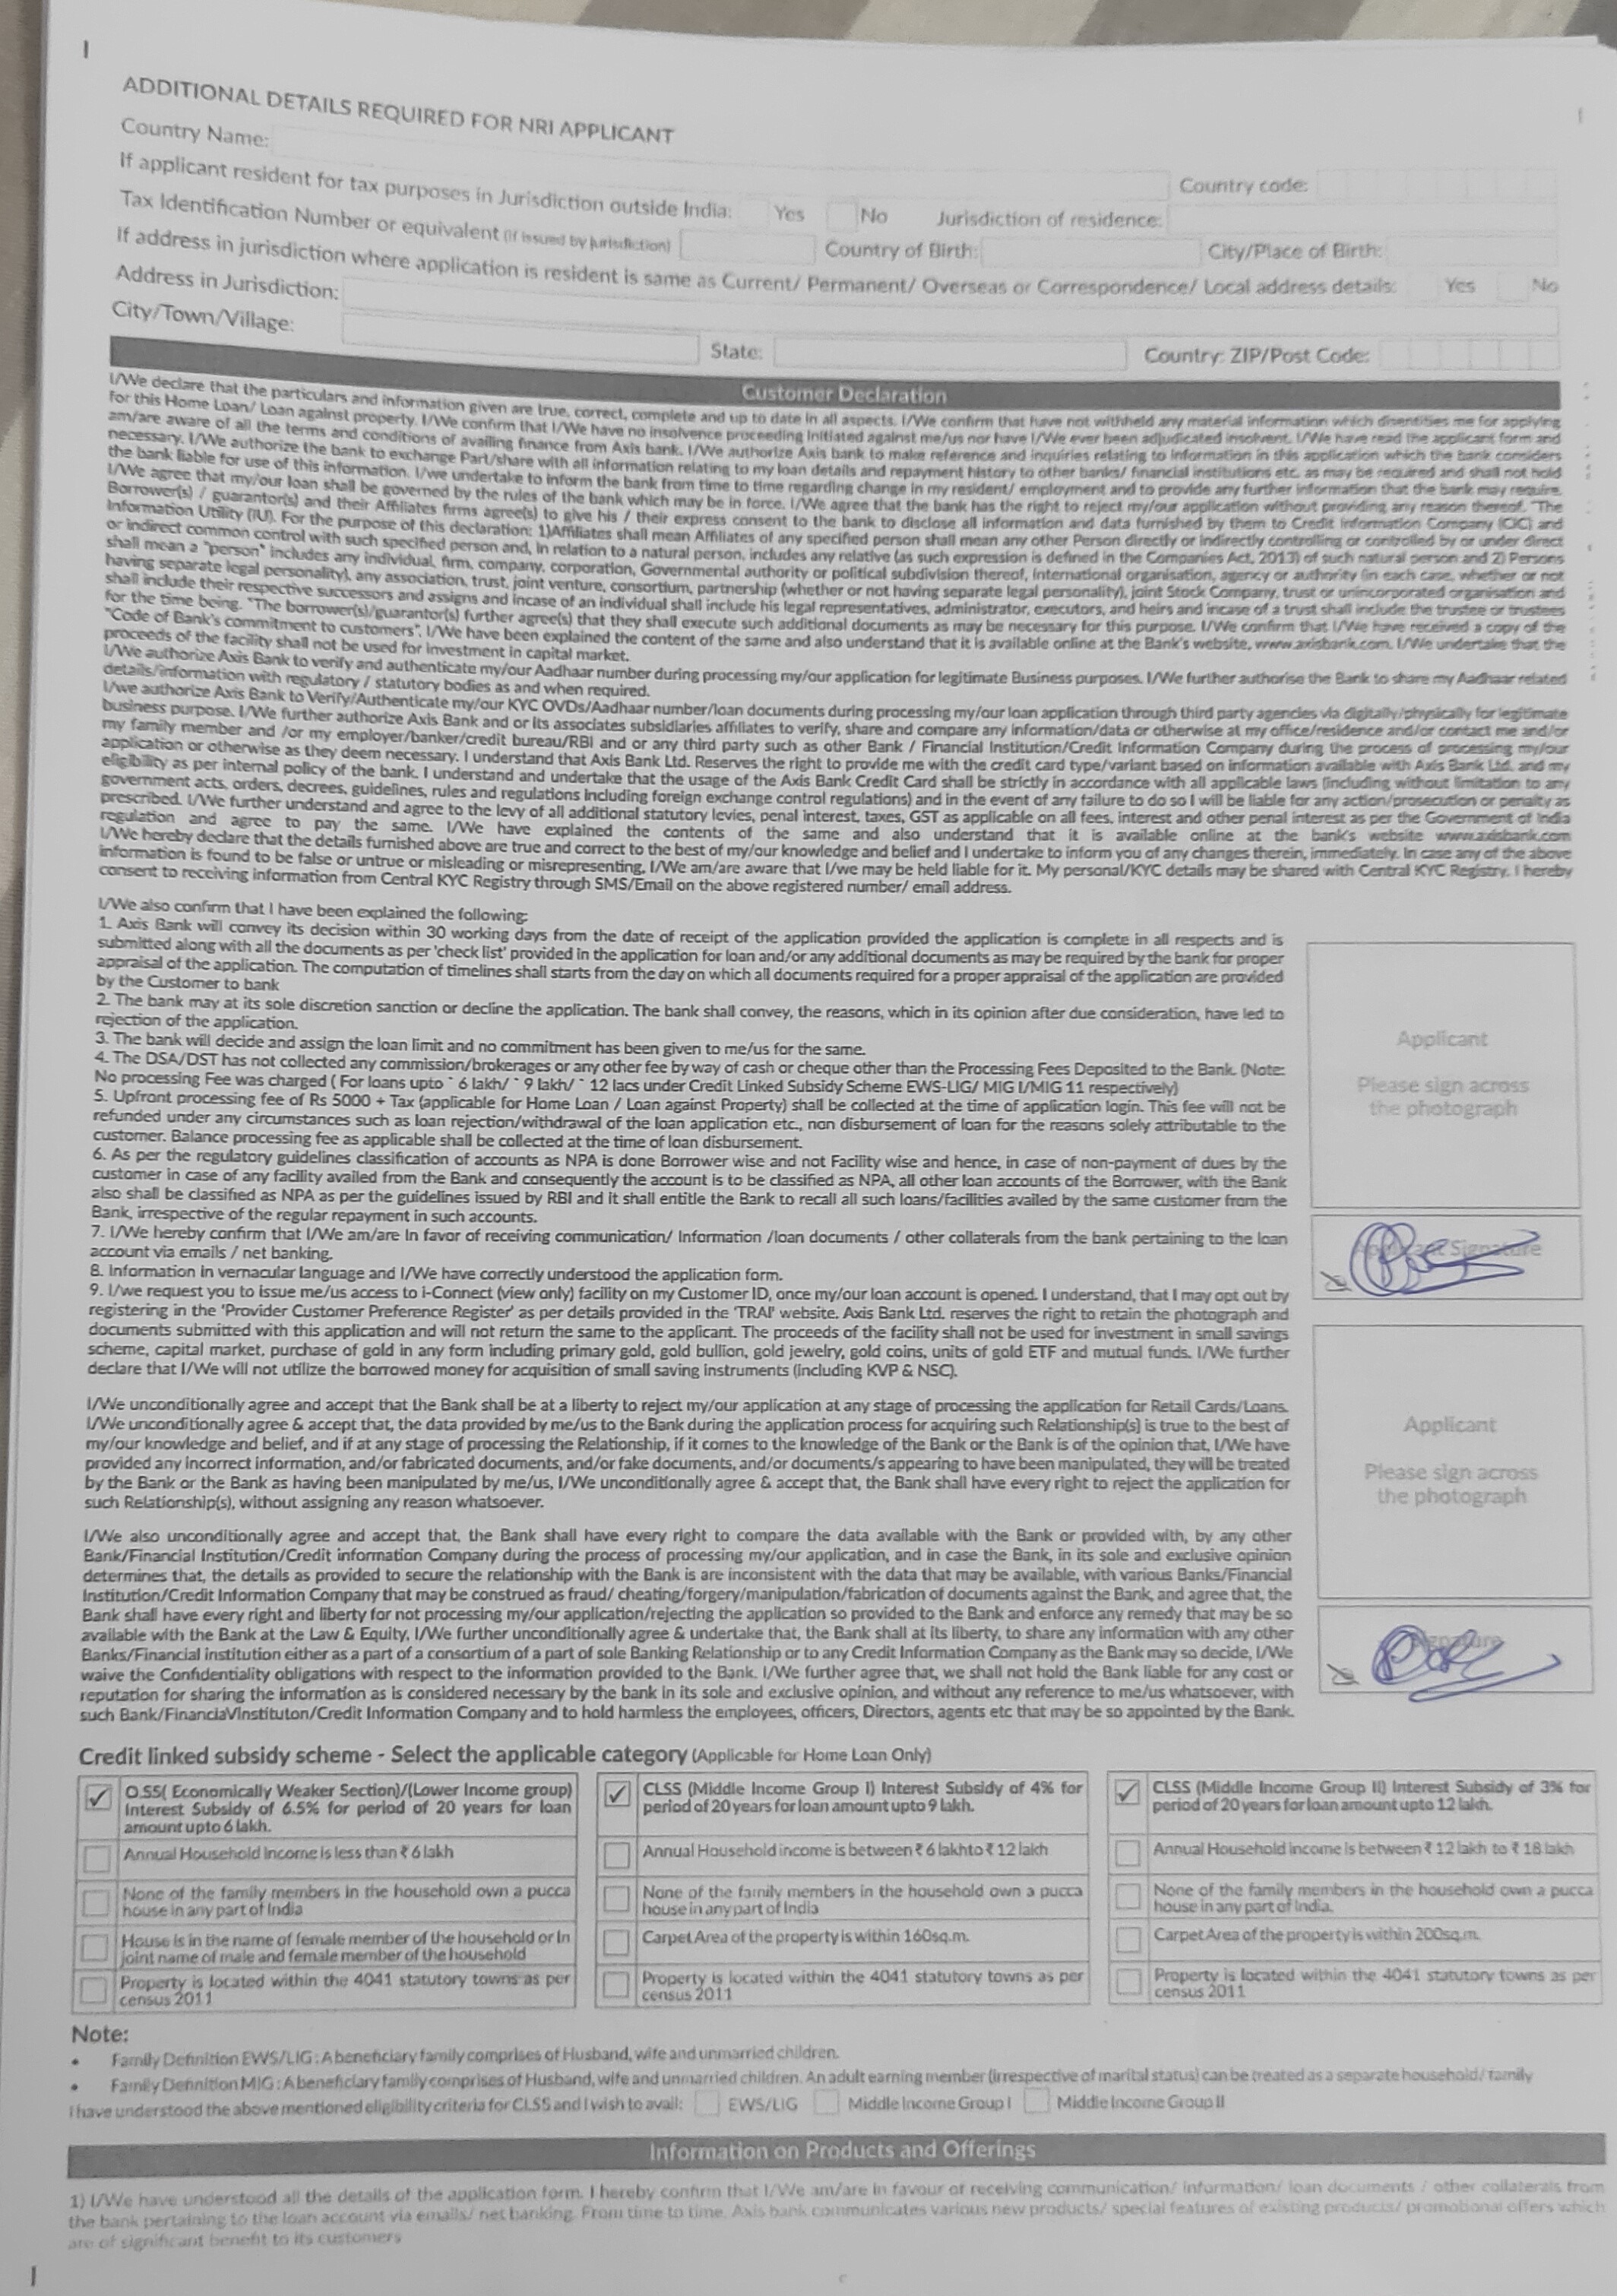 ADDITIONAL DETAILS REQUIRED FOR NRI APPLICANT
Country Name:
Country code:
If applicant resident for tax purposes in Jurisdiction outside India: Yes No Jurisdiction of residence:
Tax Identification Number or equivalent (if issued by jurisdiction) Country of Birth: City/Place of Birth:
If address in jurisdiction where application is resident is same as Current/ Permanent/ Overseas or Correspondence/ Local address details: Yes No
Address in Jurisdiction:
City/Town/Village: State: Country: ZIP/Post Code:
Customer Declaration
I/We declare that the particulars and information given are true, correct, complete and up to date in all aspects. I/We confirm that have not withheld any material information which disentitles me for applying
for this Home Loan/ Loan against property. I/We confirm that I/We have no insolvence proceeding initiated against me/us nor have I/We ever been adjudicated insolvent. I/We have read the applicant form and
am/are aware of all the terms and conditions of availing finance from Axis bank. I/We authorize Axis bank to make reference and inquiries relating to information in this application which the bank considers
necessary. I/We authorize the bank to exchange Part/share with all information relating to my loan details and repayment history to other banks/ financial institutions etc. as may be required and shall not hold
the bank liable for use of this information. I/we undertake to inform the bank from time to time regarding change in my resident/ employment and to provide any further information that the bank may require.
I/We agree that my/our loan shall be governed by the rules of the bank which may be in force. I/We agree that the bank has the right to reject my/our application without providing any reason thereof. "The
Borrower(s) / guarantor(s) and their Affiliates firms agree(s) to give his / their express consent to the bank to disclose all information and data furnished by them to Credit Information Company (CIC) and
Information Utility (IU). For the purpose of this declaration: 1)Affiliates shall mean Affiliates of any specified person shall mean any other Person directly or indirectly controlling or controlled by or under direct
or indirect common control with such specified person and, in relation to a natural person, includes any relative (as such expression is defined in the Companies Act, 2013) of such natural person and 2) Persons
shall mean a "person" includes any individual, firm, company, corporation, Governmental authority or political subdivision thereof, international organisation, agency or authority (in each case, whether or not
having separate legal personality), any association, trust, joint venture, consortium, partnership (whether or not having separate legal personality), joint Stock Company, trust or unincorporated organisation and
shall include their respective successors and assigns and incase of an individual shall include his legal representatives, administrator, executors, and heirs and incase of a trust shall include the trustee or trustees
for the time being. "The borrower(s)/guarantor(s) further agree(s) that they shall execute such additional documents as may be necessary for this purpose. I/We confirm that I/We have received a copy of the
"Code of Bank's commitment to customers". I/We have been explained the content of the same and also understand that it is available online at the Bank's website, www.axisbank.com. I/We undertake that the
proceeds of the facility shall not be used for investment in capital market.
I/We authorize Axis Bank to verify and authenticate my/our Aadhaar number during processing my/our application for legitimate Business purposes. I/We further authorise the Bank to share my Aadhaar related
details/information with regulatory / statutory bodies as and when required.
I/we authorize Axis Bank to Verify/Authenticate my/our KYC OVDs/Aadhaar number/loan documents during processing my/our loan application through third party agencies via digitally/physically for legitimate
business purpose. I/We further authorize Axis Bank and or its associates subsidiaries affiliates to verify, share and compare any information/data or otherwise at my office/residence and/or contact me and/or
my family member and /or my employer/banker/credit bureau/RBI and or any third party such as other Bank / Financial Institution/Credit Information Company during the process of processing my/our
application or otherwise as they deem necessary. I understand that Axis Bank Ltd. Reserves the right to provide me with the credit card type/variant based on information available with Axis Bank Ltd. and my
eligibility as per internal policy of the bank. I understand and undertake that the usage of the Axis Bank Credit Card shall be strictly in accordance with all applicable laws (including without limitation to any
government acts, orders, decrees, guidelines, rules and regulations including foreign exchange control regulations) and in the event of any failure to do so I will be liable for any action/prosecution or penalty as
prescribed. I/We further understand and agree to the levy of all additional statutory levies, penal interest, taxes, GST as applicable on all fees, interest and other penal interest as per the Government of India
regulation and agree to pay the same. I/We have explained the contents of the same and also understand that it is available online at the bank's website www.axisbank.com
I/We hereby declare that the details furnished above are true and correct to the best of my/our knowledge and belief and I undertake to inform you of any changes therein, immediately. In case any of the above
information is found to be false or untrue or misleading or misrepresenting, I/We am/are aware that I/we may be held liable for it. My personal/KYC details may be shared with Central KYC Registry. I hereby
consent to receiving information from Central KYC Registry through SMS/Email on the above registered number/ email address.
I/We also confirm that I have been explained the following:
1. Axis Bank will convey its decision within 30 working days from the date of receipt of the application provided the application is complete in all respects and is
submitted along with all the documents as per 'check list' provided in the application for loan and/or any additional documents as may be required by the bank for proper
appraisal of the application. The computation of timelines shall starts from the day on which all documents required for a proper appraisal of the application are provided
by the Customer to bank
2. The bank may at its sole discretion sanction or decline the application. The bank shall convey, the reasons, which in its opinion after due consideration, have led to
rejection of the application.
3. The bank will decide and assign the loan limit and no commitment has been given to me/us for the same.
4. The DSA/DST has not collected any commission/brokerages or any other fee by way of cash or cheque other than the Processing Fees Deposited to the Bank. (Note:
No processing Fee was charged ( For loans upto ` 6 lakh/ ` 9 lakh/ ` 12 lacs under Credit Linked Subsidy Scheme EWS-LIG/ MIG I/MIG 11 respectively)
5. Upfront processing fee of Rs 5000 + Tax (applicable for Home Loan / Loan against Property) shall be collected at the time of application login. This fee will not be
refunded under any circumstances such as loan rejection/withdrawal of the loan application etc., non disbursement of loan for the reasons solely attributable to the
customer. Balance processing fee as applicable shall be collected at the time of loan disbursement.
6. As per the regulatory guidelines classification of accounts as NPA is done Borrower wise and not Facility wise and hence, in case of non-payment of dues by the
customer in case of any facility availed from the Bank and consequently the account is to be classified as NPA, all other loan accounts of the Borrower, with the Bank
also shall be classified as NPA as per the guidelines issued by RBI and it shall entitle the Bank to recall all such loans/facilities availed by the same customer from the
Bank, irrespective of the regular repayment in such accounts.
7. I/We hereby confirm that I/We am/are In favor of receiving communication/ Information /loan documents / other collaterals from the bank pertaining to the loan
account via emails / net banking.
8. Information in vernacular language and I/We have correctly understood the application form.
9. I/we request you to issue me/us access to i-Connect (view only) facility on my Customer ID, once my/our loan account is opened. I understand, that I may opt out by
registering in the 'Provider Customer Preference Register' as per details provided in the 'TRAI' website. Axis Bank Ltd. reserves the right to retain the photograph and
documents submitted with this application and will not return the same to the applicant. The proceeds of the facility shall not be used for investment in small savings
scheme, capital market, purchase of gold in any form including primary gold, gold bullion, gold jewelry, gold coins, units of gold ETF and mutual funds. I/We further
declare that I/We will not utilize the borrowed money for acquisition of small saving instruments (including KVP & NSC).
I/We unconditionally agree and accept that the Bank shall be at a liberty to reject my/our application at any stage of processing the application for Retail Cards/Loans.
I/We unconditionally agree & accept that, the data provided by me/us to the Bank during the application process for acquiring such Relationship(s) is true to the best of
my/our knowledge and belief, and if at any stage of processing the Relationship, if it comes to the knowledge of the Bank or the Bank is of the opinion that, I/We have
provided any incorrect information, and/or fabricated documents, and/or fake documents, and/or documents/s appearing to have been manipulated, they will be treated
by the Bank or the Bank as having been manipulated by me/us, I/We unconditionally agree & accept that, the Bank shall have every right to reject the application for
such Relationship(s), without assigning any reason whatsoever.
I/We also unconditionally agree and accept that, the Bank shall have every right to compare the data available with the Bank or provided with, by any other
Bank/Financial Institution/Credit information Company during the process of processing my/our application, and in case the Bank, in its sole and exclusive opinion
determines that, the details as provided to secure the relationship with the Bank are inconsistent with the data that may be available, with various Banks/Financial
Institution/Credit Information Company that may be construed as fraud/ cheating/forgery/manipulation/fabrication of documents against the Bank, and agree that, the
Bank shall have every right and liberty for not processing my/our application/rejecting the application so provided to the Bank and enforce any remedy that may be so
available with the Bank at the Law & Equity, I/We further unconditionally agree & undertake that, the Bank shall at its liberty, to share any information with any other
Banks/Financial institution either as a part of a consortium of a part of sole Banking Relationship or to any Credit Information Company as the Bank may so decide, I/We
waive the Confidentiality obligations with respect to the information provided to the Bank. I/We further agree that, we shall not hold the Bank liable for any cost or
reputation for sharing the information as is considered necessary by the bank in its sole and exclusive opinion, and without any reference to me/us whatsoever, with
such Bank/FinanciaVInstituton/Credit Information Company and to hold harmless the employees, officers, Directors, agents etc that may be so appointed by the Bank.
Applicant
Please sign across
the photograph
Applicant Signature
Applicant
Please sign across
the photograph
Signature
Credit linked subsidy scheme - Select the applicable category (Applicable for Home Loan Only)
O.SS( Economically Weaker Section)/(Lower Income group)
Interest Subsidy of 6.5% for period of 20 years for loan
amount upto 6 lakh.
Annual Household Income is less than ₹ 6 lakh
None of the family members in the household own a pucca
house in any part of India
House is in the name of female member of the household or In
joint name of male and female member of the household
Property is located within the 4041 statutory towns as per
census 2011
CLSS (Middle Income Group I) Interest Subsidy of 4% for
period of 20 years for loan amount upto 9 lakh.
Annual Household income is between ₹ 6 lakh to ₹ 12 lakh
None of the family members in the household own a pucca
house in any part of India
Carpet Area of the property is within 160sq.m.
Property is located within the 4041 statutory towns as per
census 2011
CLSS (Middle Income Group II) Interest Subsidy of 3% for
period of 20 years for loan amount upto 12 lakh.
Annual Household income is between ₹ 12 lakh to ₹ 18 lakh
None of the family members in the household own a pucca
house in any part of India.
Carpet Area of the property is within 200sq.m.
Property is located within the 4041 statutory towns as per
census 2011
Note:
• Family Definition EWS/LIG : A beneficiary family comprises of Husband, wife and unmarried children.
• Family Definition MIG : A beneficiary family comprises of Husband, wife and unmarried children. An adult earning member (irrespective of marital status) can be treated as a separate household/ family
I have understood the above mentioned eligibility criteria for CLSS and I wish to avail: EWS/LIG Middle Income Group I Middle Income Group II
Information on Products and Offerings
1) I/We have understood all the details of the application form. I hereby confirm that I/We am/are in favour of receiving communication/ information/ loan documents / other collaterals from
the bank pertaining to the loan account via emails/ net banking. From time to time, Axis bank communicates various new products/ special features of existing products/ promotional offers which
are of significant benefit to its customers